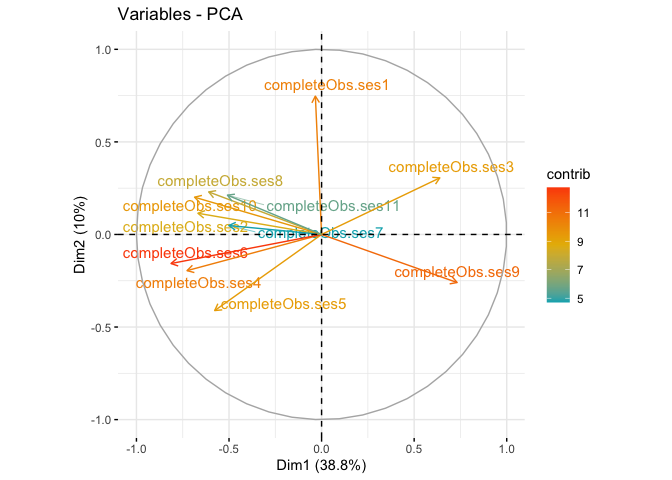 Variables - PCA
1.0
completeObs.ses1
0.5
completeObs.ses3
completeObs.ses8
completeObs.ses10
completeObs.ses11
completeObs.ses2
completeObs.ses7
0.0
completeObs.ses6
completeObs.ses9
completeObs.ses4
completeObs.ses5
-0.5
-1.0
-1.0 -0.5 0.0 0.5 1.0
Dim1 (38.8%)
Dim2 (10%)
contrib
11
9
7
5